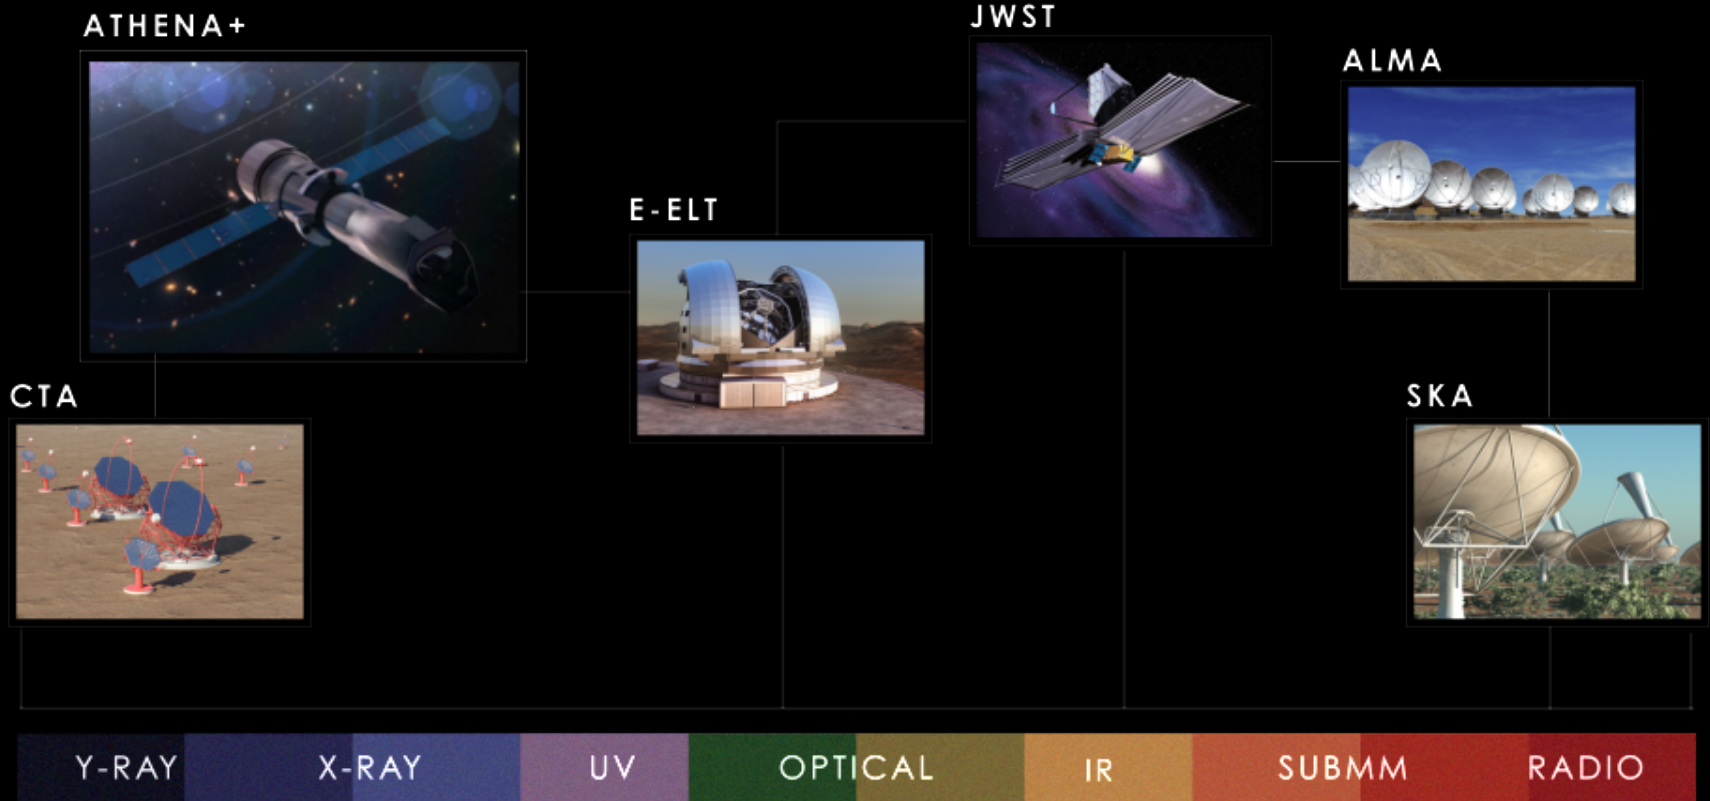 ATHENA+
JWST
ALMA
E-ELT
CTA
SKA
Y-RAY X-RAY UV OPTICAL IR SUBMM RADIO